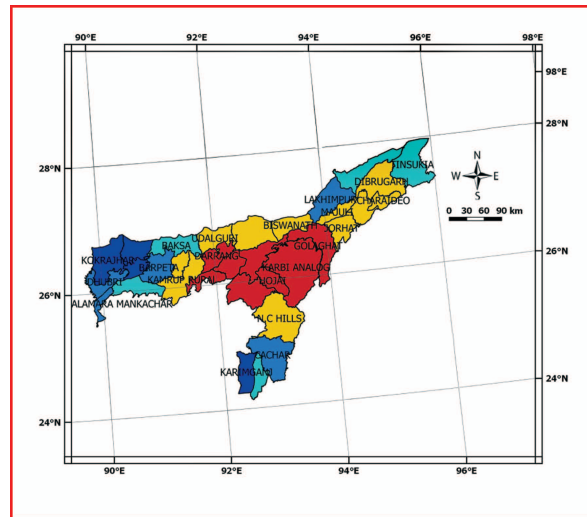 90°E 92°E 94°E 96°E
98°E
28°N
28°N
TINSUKIA
DIBRUGARH
LAKHIMPUR
CHARAIDEO
MAJULI
N
W E
S
0 30 60 90 km
BISWANATH
JORHAT
UDALGURI
BAKSA
GOLAGHAT
DARRANG
KOKRAJHAR
BARPETA
KARBI ANALOG
26°N
DHUBRI
KAMRUP RURAL
HOJAI
26°N
ALAMARA MANKACHAR
N.C HILLS
CACHAR
KARIMGANJ
24°N
24°N
90°E 92°E 94°E 96°E